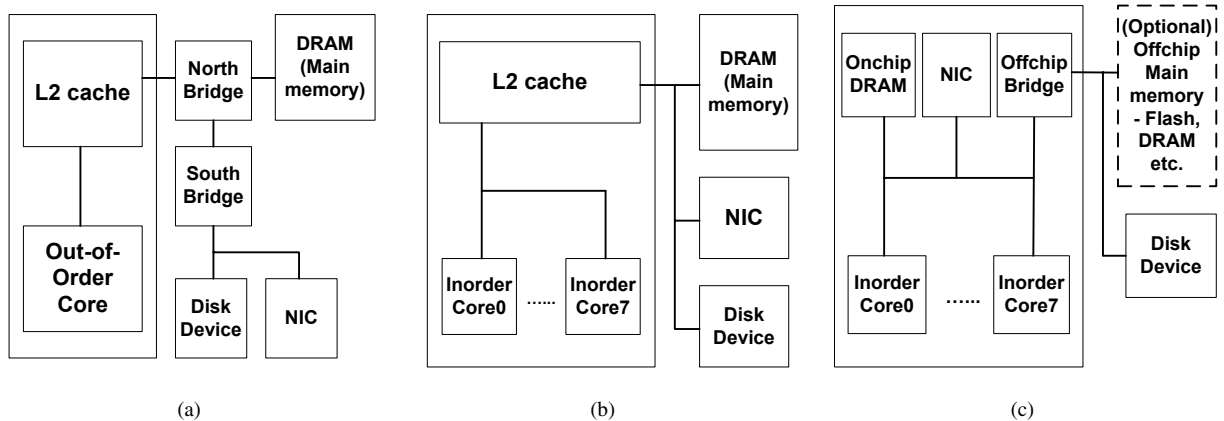 L2 cache
Out-of-
Order
Core
North
Bridge
DRAM
(Main
memory)
South
Bridge
Disk
Device
NIC
(a)
L2 cache
Inorder
Core0
......
Inorder
Core7
DRAM
(Main
memory)
NIC
Disk
Device
(b)
Onchip
DRAM
NIC
Offchip
Bridge
Inorder
Core0
......
Inorder
Core7
(Optional)
Offchip
Main
memory
- Flash,
DRAM
etc.
Disk
Device
(c)